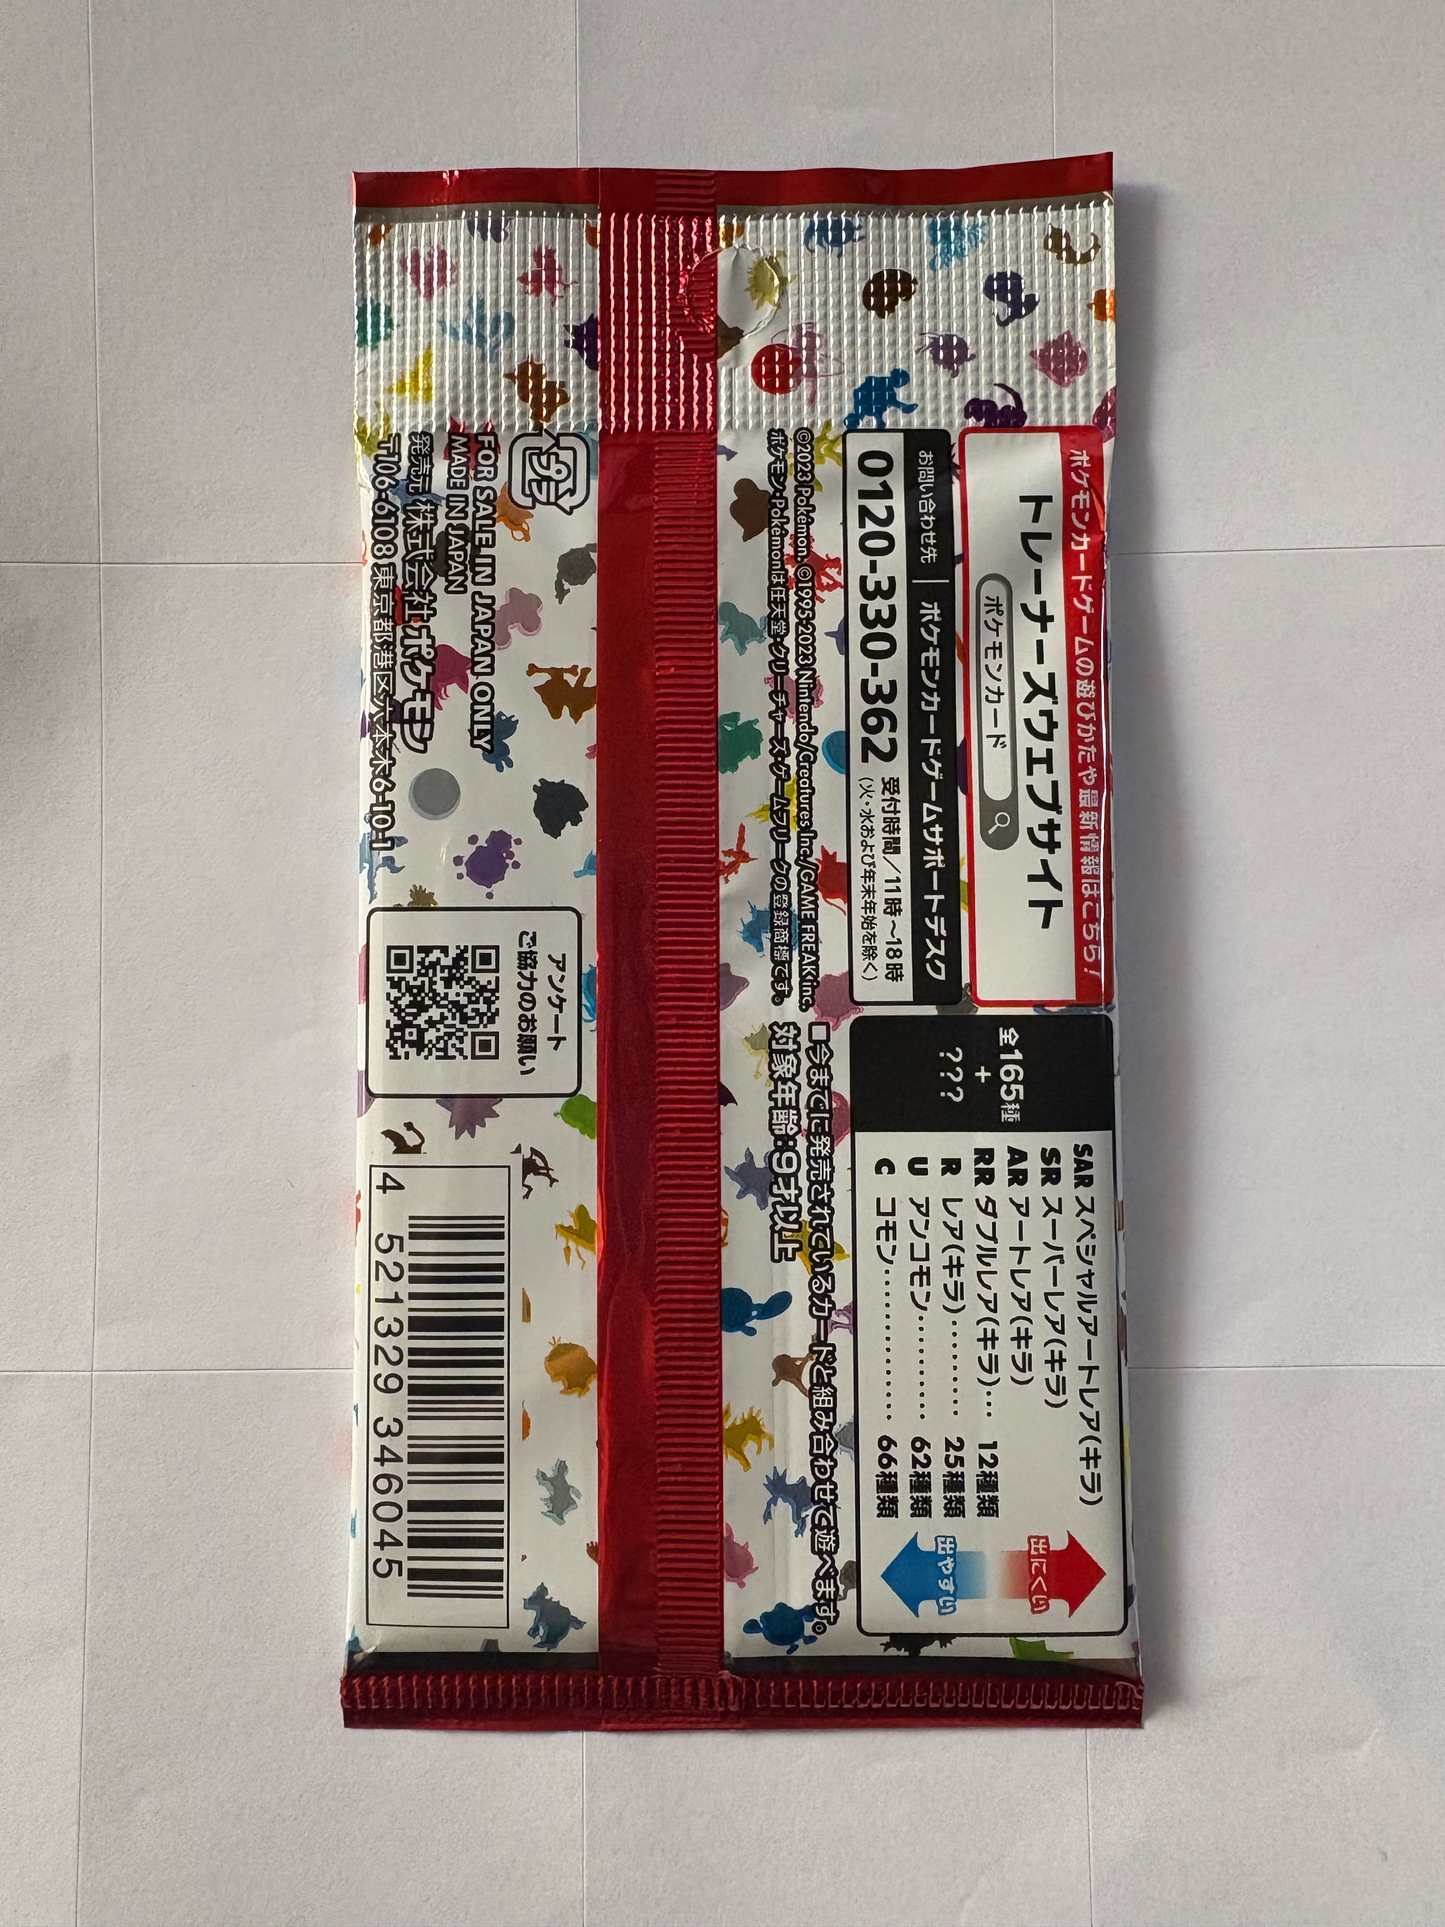 ポケモンカードゲームの遊びかたや最新情報はこちら!
トレーナーズウェブサイト
ポケモンカード
お問い合わせ先 ポケモンカードゲームサポートデスク
0120-330-362 受付時間/11時~18時
(火・水および年末年始を除く)
©2023 Pokémon. ©1995-2023 Nintendo/Creatures Inc./GAME FREAK inc.
ポケモン・Pokémonは任天堂・クリーチャーズ・ゲームフリークの登録商標です。
全165種
+
???
SAR スペシャルアートレア(キラ)
SR スーパーレア(キラ)
AR アートレア(キラ)
RR ダブルレア(キラ)… 12種類
R レア(キラ)……… 25種類
U アンコモン………… 62種類
C コモン…………… 66種類
出にくい
出やすい
■今までに発売されているカードと組み合わせて遊べます。
対象年齢:9才以上
プラ
FOR SALE IN JAPAN ONLY
MADE IN JAPAN
発売元 株式会社ポケモン
〒106-6108 東京都港区六本木6-10-1
アンケート
ご協力のお願い
4 521329 346045